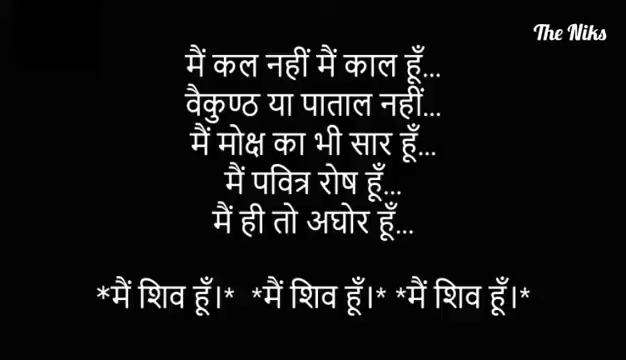 The Niks
मैं कल नहीं मैं काल हूँ...
वैकुण्ठ या पाताल नहीं...
मैं मोक्ष का भी सार हूँ...
मैं पवित्र रोष हूँ...
मैं ही तो अघोर हूँ...
*मैं शिव हूँ।* *मैं शिव हूँ।* *मैं शिव हूँ।*